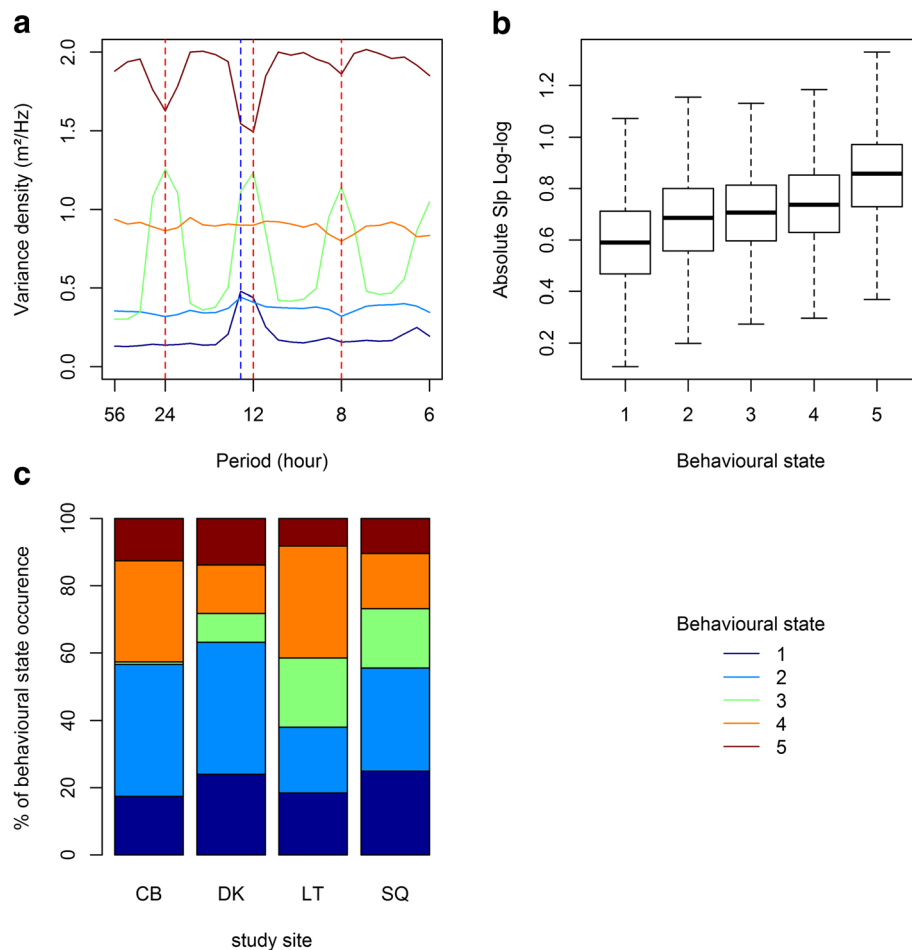 a
Variance density (m²/Hz)
2.0
1.5
1.0
0.5
0.0
56 24 12 8 6
Period (hour)
b
Absolute Slp Log-log
1.2
1.0
0.8
0.6
0.4
0.2
1 2 3 4 5
Behavioural state
c
% of behavioural state occurence
100
80
60
40
20
0
CB DK LT SQ
study site
Behavioural state
1
2
3
4
5